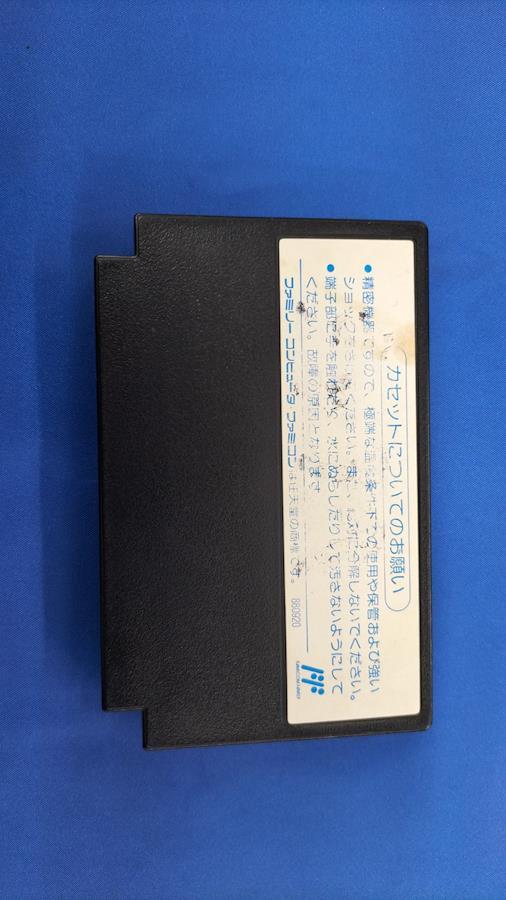 カセットについてのお願い
● 精密機器ですので、極端な温度条件下での使用や保管および強い
ショックをさけてください。また、絶対に分解しないでください。
● 端子部に手を触れたり、水にぬらしたりして汚さないようにして
ください。故障の原因となります
ファミリー コンピュータ ファミコン は任天堂の商標です。
880920
FAMICOM FAMILY